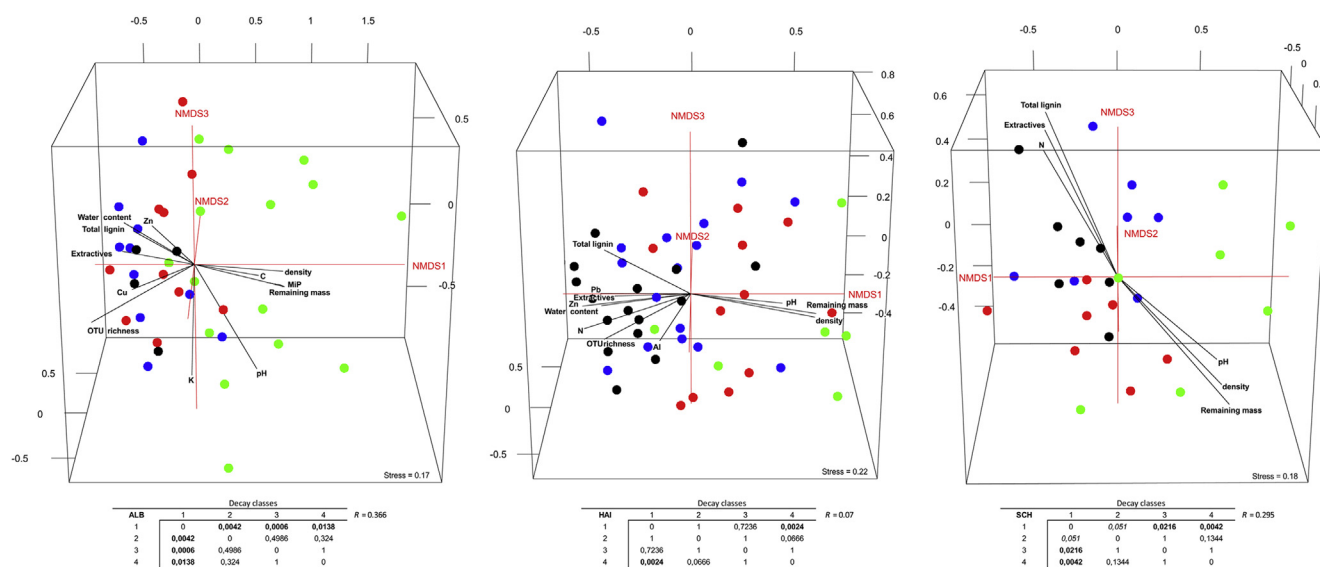 -0.5 0 0.5 1 1.8
NMDS3
0.5
NMDS2
Water content
Zn
Total lignin
Extractives
0
NMDS1
density
C
MiP
Remaining mass
Cu
-0.5
OTU richness
K
pH
0.5
0
-0.5
Stress = 0.17
Decay classes
ALB 1 2 3 4 R = 0.366
1 0 0,0042 0,0006 0,0138
2 0,0042 0 0,4986 0,324
3 0,0006 0,4986 0 1
4 0,0138 0,324 1 0
-0.5 0 0.5
0.8
0.6
NMDS3
0.4
0.2
NMDS2
Total lignin
0
-0.2
Pb
Extractives
Zn
Water content
NMDS1
pH
Remaining mass
-0.4
density
N
OTU richness
Al
0.5
0
-0.5
Stress = 0.22
Decay classes
HAI 1 2 3 4 R = 0.07
1 0 1 0,7236 0,0024
2 1 0 1 0,0666
3 0,7236 1 0 1
4 0,0024 0,0666 1 0
-0.5 0 0.5
-0.5
0
0.5
0.6
Total lignin
NMDS3
0.4
Extractives
N
0.2
0
NMDS2
-0.2
NMDS1
-0.4
pH
density
Remaining mass
Stress = 0.18
Decay classes
SCH 1 2 3 4 R = 0.295
1 0 0,051 0,0216 0,0042
2 0,051 0 1 0,1344
3 0,0216 1 0 1
4 0,0042 0,1344 1 0